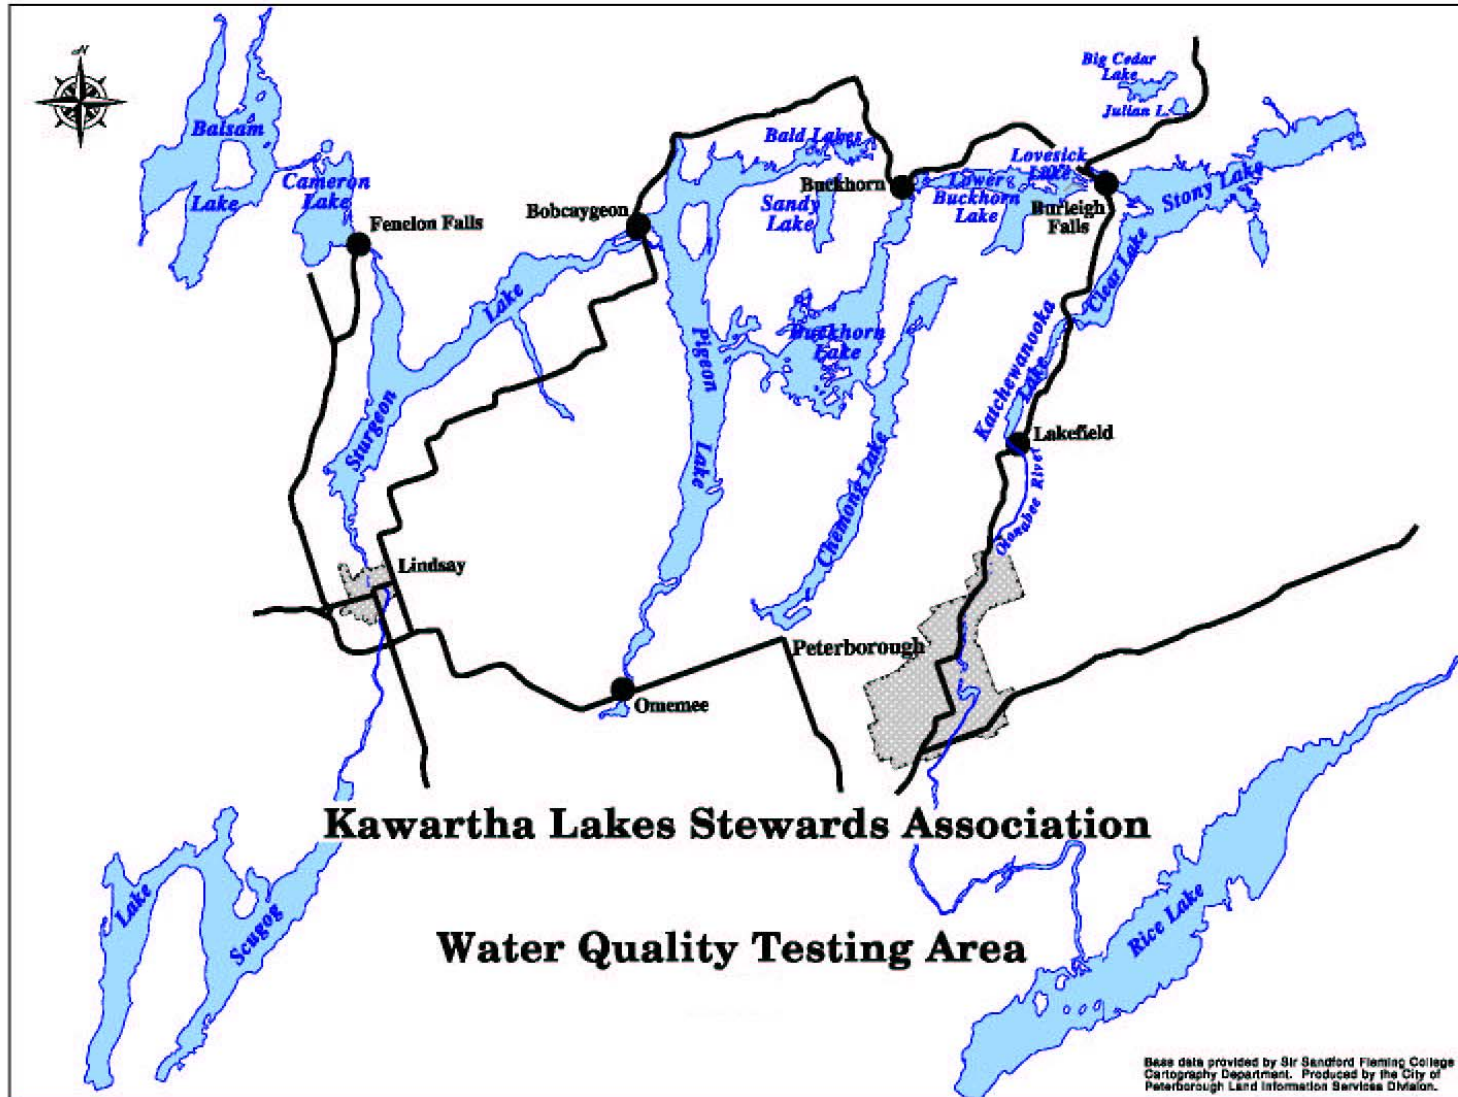 N
Big Cedar
Lake
Julian L.
Balsam
Lake
Bald Lakes
Lovesick
Lake
Cameron
Lake
Buckhorn
Lower
Buckhorn
Lake
Stony Lake
Sandy
Lake
Bobcaygeon
Burleigh
Falls
Fenelon Falls
Clear Lake
Sturgeon
Lake
Pigeon
Lake
Buckhorn
Lake
Katchewanooka
Lake
Lakefield
Chemong Lake
Otonabee River
Lindsay
Peterborough
Omemee
Kawartha Lakes Stewards Association
Lake
Scugog
Rice Lake
Water Quality Testing Area
Base data provided by Sir Sandford Fleming College
Cartography Department. Produced by the City of
Peterborough Land Information Services Division.